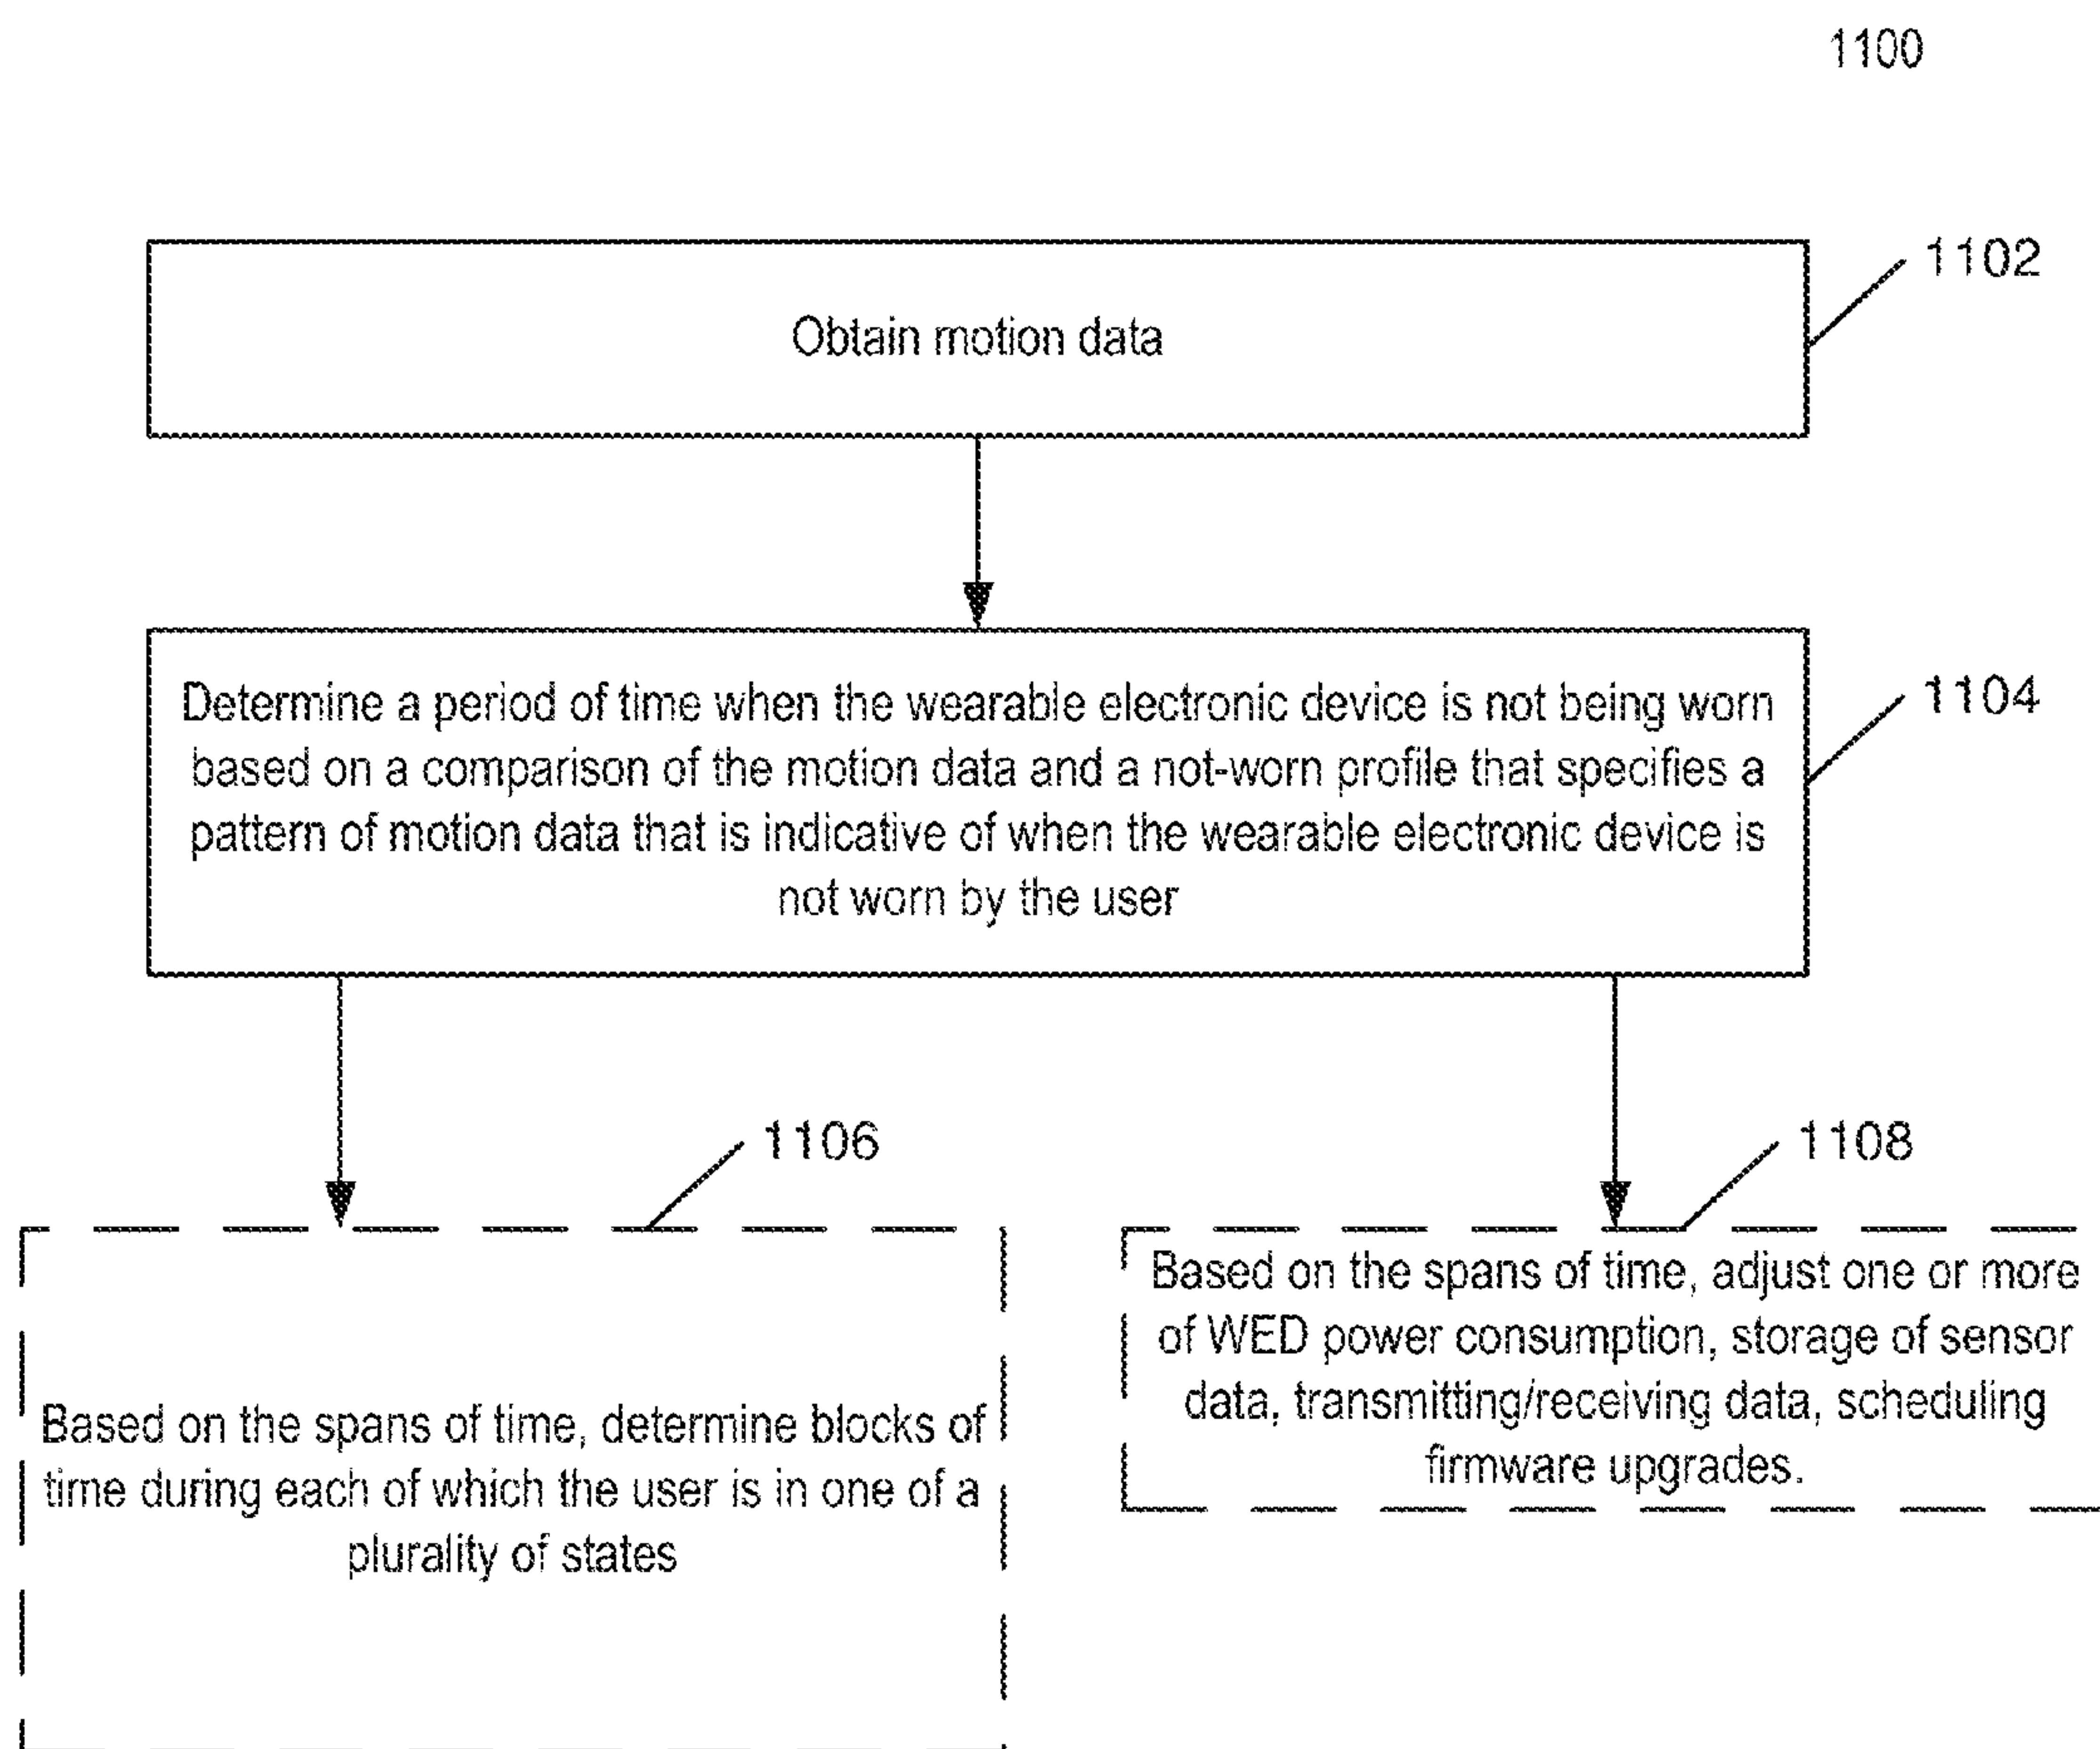 1100
Obtain motion data
1102
Determine a period of time when the wearable electronic device is not being worn
based on a comparison of the motion data and a not-worn profile that specifies a
pattern of motion data that is indicative of when the wearable electronic device is
not worn by the user
1104
1106
Based on the spans of time, determine blocks of
time during each of which the user is in one of a
plurality of states
1108
Based on the spans of time, adjust one or more
of WED power consumption, storage of sensor
data, transmitting/receiving data, scheduling
firmware upgrades.